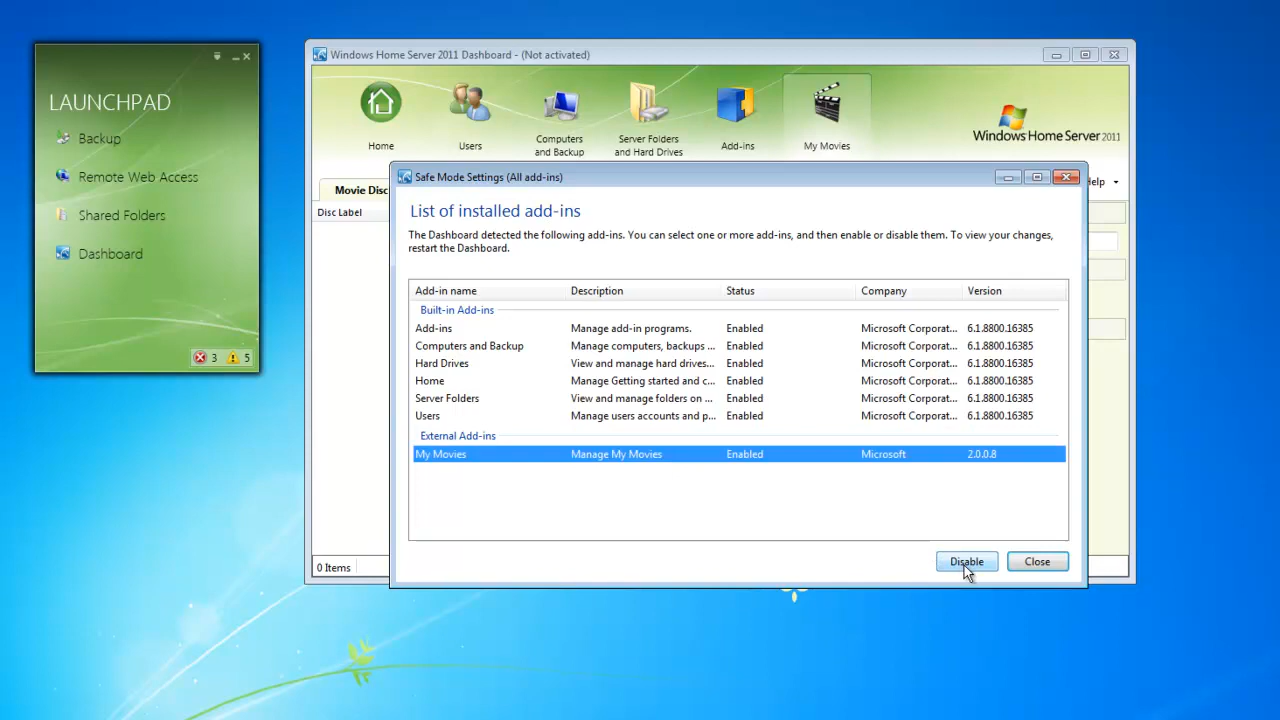 LAUNCHPAD
Backup
Remote Web Access
Shared Folders
Dashboard
3 5
Windows Home Server 2011 Dashboard - (Not activated)
Home
Users
Computers
and Backup
Server Folders
and Hard Drives
Add-ins
My Movies
Windows Home Server 2011
Movie Disc
Disc Label
Help
0 Items
Safe Mode Settings (All add-ins)
List of installed add-ins
The Dashboard detected the following add-ins. You can select one or more add-ins, and then enable or disable them. To view your changes,
restart the Dashboard.
Add-in name Description Status Company Version
Built-in Add-ins
Add-ins Manage add-in programs. Enabled Microsoft Corporat... 6.1.8800.16385
Computers and Backup Manage computers, backups ... Enabled Microsoft Corporat... 6.1.8800.16385
Hard Drives View and manage hard drives... Enabled Microsoft Corporat... 6.1.8800.16385
Home Manage Getting started and c... Enabled Microsoft Corporat... 6.1.8800.16385
Server Folders View and manage folders on ... Enabled Microsoft Corporat... 6.1.8800.16385
Users Manage users accounts and p... Enabled Microsoft Corporat... 6.1.8800.16385
External Add-ins
My Movies Manage My Movies Enabled Microsoft 2.0.0.8
Disable
Close